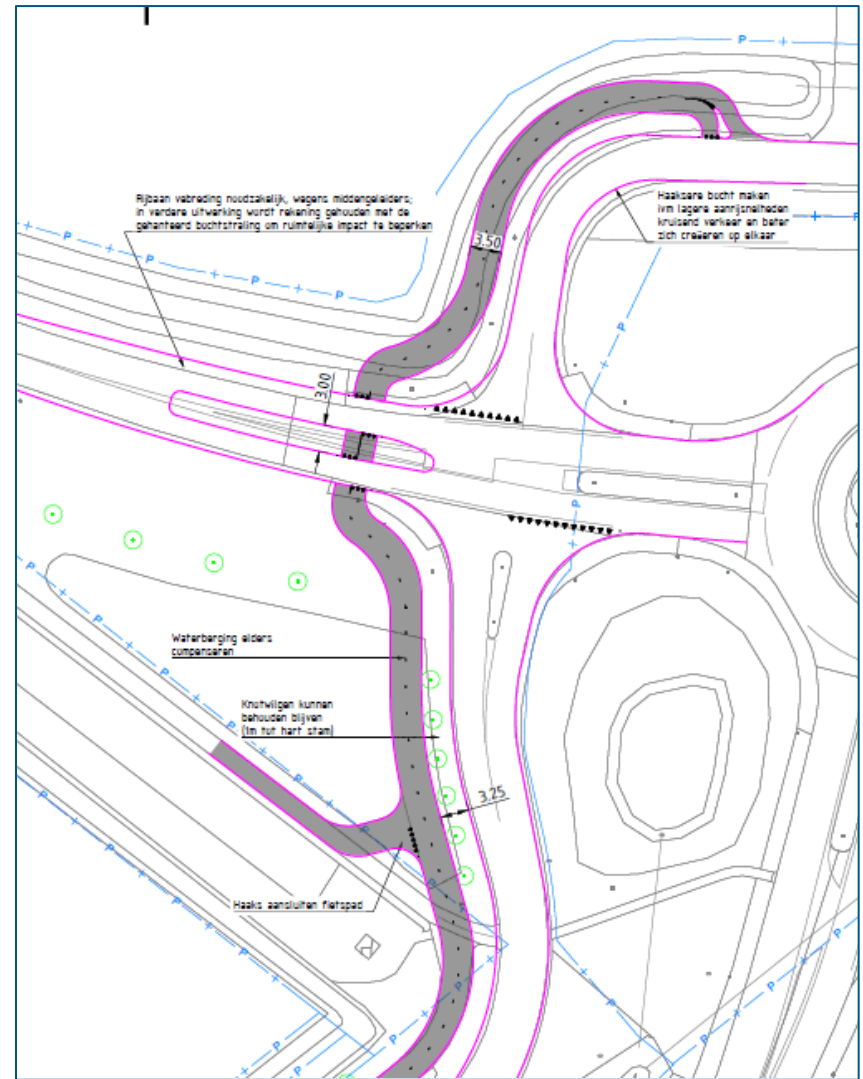 P
P
Rijbaan vebreding noodzakelijk, wegens middengeleiders;
in verdere uitwerking wordt rekening gehouden met de
gehanteerd bochtstraling om ruimtelijke impact te beperken
Haaksere bocht maken
ivm lagere aanrijsnelheden
kruisend verkeer en beter
zich creëeren op elkaar
P
P
P
P
P
P
3.50
P
3.00
P
P
Waterberging elders
compenseren
Knotwilgen kunnen
behouden blijven
(1m tot hart stam)
P
3.25
P
P
Haaks aansluiten fietspad
P
P
P
P
P
P
P